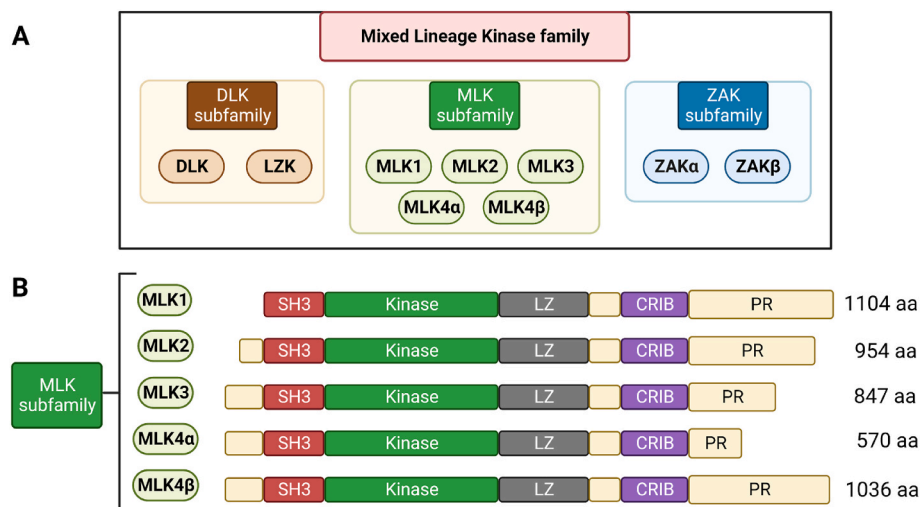 A
Mixed Lineage Kinase family
DLK
subfamily
MLK
subfamily
ZAK
subfamily
DLK LZK MLK1 MLK2 MLK3 ZAKα ZAKβ
MLK4α MLK4β
B
MLK1 SH3 Kinase LZ CRIB PR 1104 aa
MLK2 SH3 Kinase LZ CRIB PR 954 aa
MLK
subfamily
MLK3 SH3 Kinase LZ CRIB PR 847 aa
MLK4α SH3 Kinase LZ CRIB PR 570 aa
MLK4β SH3 Kinase LZ CRIB PR 1036 aa